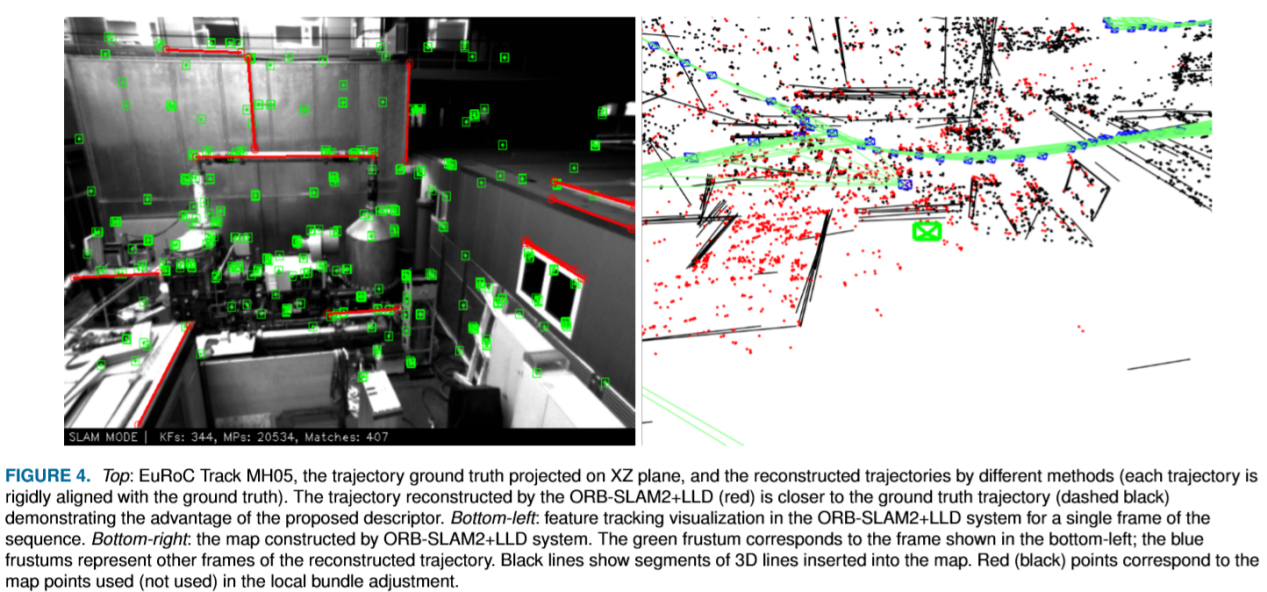 SLAM MODE | KFs: 344, MPs: 20534, Matches: 407
FIGURE 4. Top: EuRoC Track MH05, the trajectory ground truth projected on XZ plane, and the reconstructed trajectories by different methods (each trajectory is
rigidly aligned with the ground truth). The trajectory reconstructed by the ORB-SLAM2+LLD (red) is closer to the ground truth trajectory (dashed black)
demonstrating the advantage of the proposed descriptor. Bottom-left: feature tracking visualization in the ORB-SLAM2+LLD system for a single frame of the
sequence. Bottom-right: the map constructed by ORB-SLAM2+LLD system. The green frustum corresponds to the frame shown in the bottom-left; the blue
frustums represent other frames of the reconstructed trajectory. Black lines show segments of 3D lines inserted into the map. Red (black) points correspond to the
map points used (not used) in the local bundle adjustment.